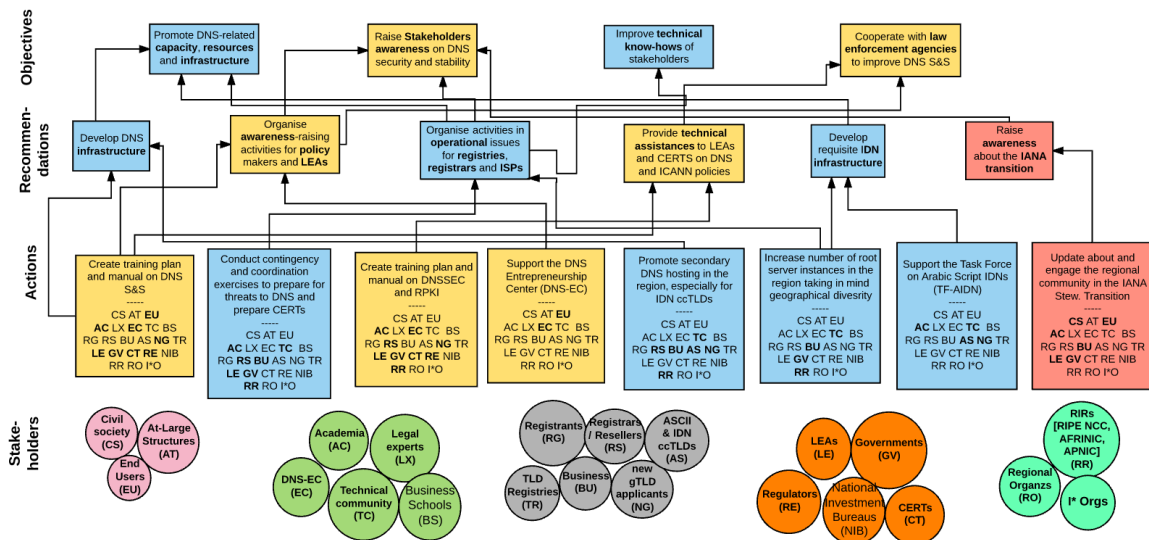 Objectives
Promote DNS-related
capacity, resources
and infrastructure
Raise Stakeholders
awareness on DNS
security and stability
Improve technical
know-hows of
stakeholders
Cooperate with law
enforcement agencies
to improve DNS S&S
Recommen-
dations
Develop DNS
infrastructure
Organise
awareness-raising
activities for policy
makers and LEAs
Organise activities in
operational issues
for registries,
registrars and ISPs
Provide technical
assistances to LEAs
and CERTS on DNS
and ICANN policies
Develop
requisite IDN
infrastructure
Raise
awareness
about the IANA
transition
Actions
Create training plan
and manual on DNS
S&S
-----
CS AT EU
AC LX EC TC BS
RG RS BU AS NG TR
LE GV CT RE NIB
RR RO I*O
Conduct contingency
and coordination
exercises to prepare for
threats to DNS and
prepare CERTs
-----
CS AT EU
AC LX EC TC BS
RG RS BU AS NG TR
LE GV CT RE NIB
RR RO I*O
Create training plan and
manual on DNSSEC
and RPKI
-----
CS AT EU
AC LX EC TC BS
RG RS BU AS NG TR
LE GV CT RE NIB
RR RO I*O
Support the DNS
Entrepreneurship
Center (DNS-EC)
-----
CS AT EU
AC LX EC TC BS
RG RS BU AS NG TR
LE GV CT RE NIB
RR RO I*O
Promote secondary
DNS hosting in the
region, especially for
IDN ccTLDs
-----
CS AT EU
AC LX EC TC BS
RG RS BU AS NG TR
LE GV CT RE NIB
RR RO I*O
Increase number of root
server instances in the
region taking in mind
geographical divesrity
-----
CS AT EU
AC LX EC TC BS
RG RS BU AS NG TR
LE GV CT RE NIB
RR RO I*O
Support the Task Force
on Arabic Script IDNs
(TF-AIDN)
-----
CS AT EU
AC LX EC TC BS
RG RS BU AS NG TR
LE GV CT RE NIB
RR RO I*O
Update about and
engage the regional
community in the IANA
Stew. Transition
-----
CS AT EU
AC LX EC TC BS
RG RS BU AS NG TR
LE GV CT RE NIB
RR RO I*O
Stake-
holders
Civil
society
(CS)
At-Large
Structures
(AT)
End
Users
(EU)
Academia
(AC)
Legal
experts
(LX)
DNS-EC
(EC)
Technical
community
(TC)
Business
Schools
(BS)
Registrants
(RG)
Registrars
/ Resellers
(RS)
ASCII
& IDN
ccTLDs
(AS)
TLD
Registries
(TR)
Business
(BU)
new
gTLD
applicants
(NG)
LEAs
(LE)
Governments
(GV)
Regulators
(RE)
National
Investment
Bureaus
(NIB)
CERTs
(CT)
RIRs
[RIPE NCC,
AFRINIC,
APNIC]
(RR)
Regional
Organzs
(RO)
I* Orgs